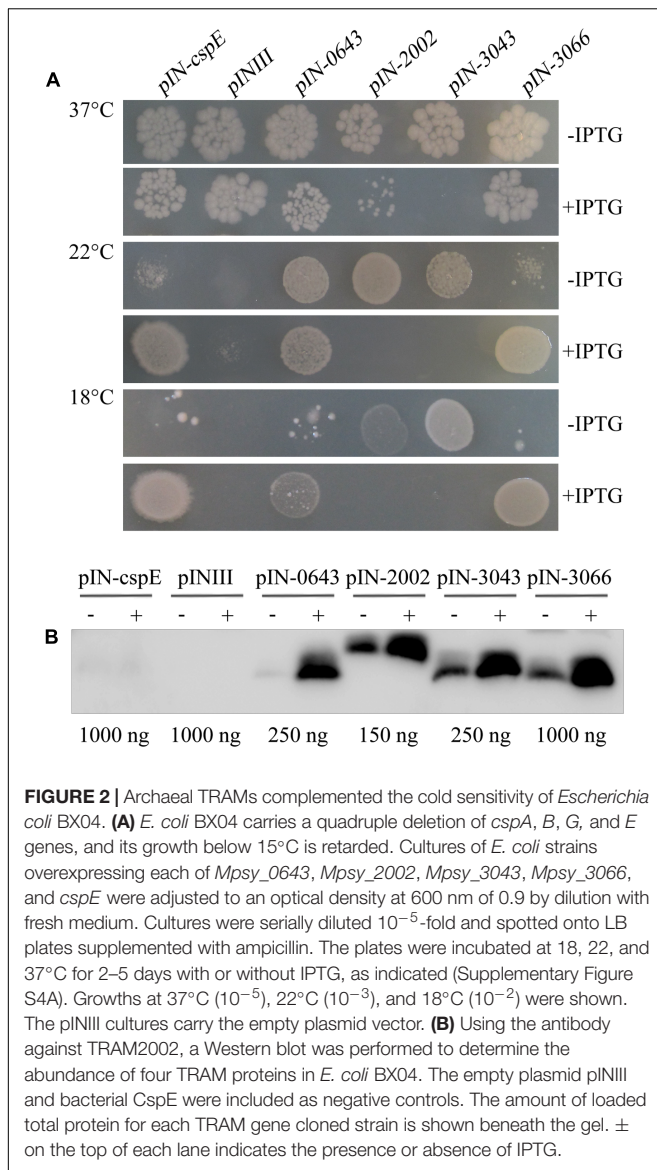 pIN-cspE pINIII pIN-0643 pIN-2002 pIN-3043 pIN-3066
A
37°C
-IPTG
+IPTG
22°C
-IPTG
+IPTG
18°C
-IPTG
+IPTG
pIN-cspE pINIII pIN-0643 pIN-2002 pIN-3043 pIN-3066
- + - + - + - + - + - +
B
1000 ng 1000 ng 250 ng 150 ng 250 ng 1000 ng
FIGURE 2 | Archaeal TRAMs complemented the cold sensitivity of Escherichia
coli BX04. (A) E. coli BX04 carries a quadruple deletion of cspA, B, G, and E
genes, and its growth below 15°C is retarded. Cultures of E. coli strains
overexpressing each of Mpsy_0643, Mpsy_2002, Mpsy_3043, Mpsy_3066,
and cspE were adjusted to an optical density at 600 nm of 0.9 by dilution with
fresh medium. Cultures were serially diluted 10⁻⁵-fold and spotted onto LB
plates supplemented with ampicillin. The plates were incubated at 18, 22, and
37°C for 2–5 days with or without IPTG, as indicated (Supplementary Figure
S4A). Growths at 37°C (10⁻⁵), 22°C (10⁻³), and 18°C (10⁻²) were shown.
The pINIII cultures carry the empty plasmid vector. (B) Using the antibody
against TRAM2002, a Western blot was performed to determine the
abundance of four TRAM proteins in E. coli BX04. The empty plasmid pINIII
and bacterial CspE were included as negative controls. The amount of loaded
total protein for each TRAM gene cloned strain is shown beneath the gel. ±
on the top of each lane indicates the presence or absence of IPTG.